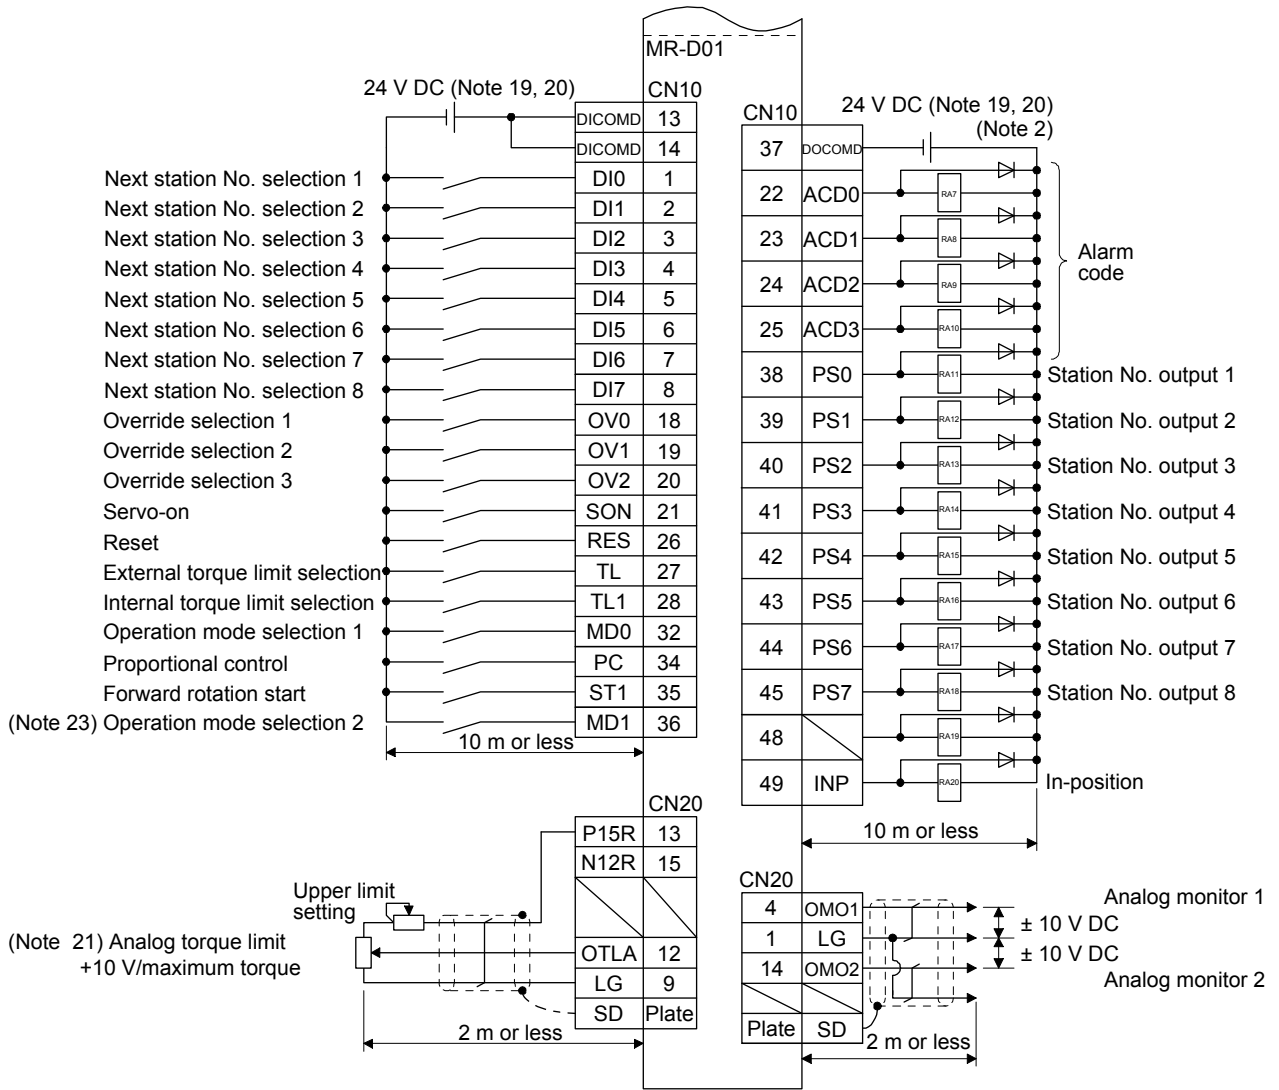 MR-D01
24 V DC (Note 19, 20)
CN10
DICOMD 13
DICOMD 14
Next station No. selection 1 DI0 1
Next station No. selection 2 DI1 2
Next station No. selection 3 DI2 3
Next station No. selection 4 DI3 4
Next station No. selection 5 DI4 5
Next station No. selection 6 DI5 6
Next station No. selection 7 DI6 7
Next station No. selection 8 DI7 8
Override selection 1 OV0 18
Override selection 2 OV1 19
Override selection 3 OV2 20
Servo-on SON 21
Reset RES 26
External torque limit selection TL 27
Internal torque limit selection TL1 28
Operation mode selection 1 MD0 32
Proportional control PC 34
Forward rotation start ST1 35
(Note 23) Operation mode selection 2 MD1 36
10 m or less
CN20
P15R 13
N12R 15
Upper limit
setting
(Note 21) Analog torque limit
+10 V/maximum torque
OTLA 12
LG 9
SD Plate
2 m or less
CN10
24 V DC (Note 19, 20)
(Note 2)
37 DOCOMD
22 ACD0 RA7
23 ACD1 RA8
24 ACD2 RA9
25 ACD3 RA10
Alarm
code
38 PS0 RA11 Station No. output 1
39 PS1 RA12 Station No. output 2
40 PS2 RA13 Station No. output 3
41 PS3 RA14 Station No. output 4
42 PS4 RA15 Station No. output 5
43 PS5 RA16 Station No. output 6
44 PS6 RA17 Station No. output 7
45 PS7 RA18 Station No. output 8
48 RA19
49 INP RA20 In-position
10 m or less
CN20
4 OMO1 Analog monitor 1
± 10 V DC
1 LG
± 10 V DC
14 OMO2 Analog monitor 2
Plate SD
2 m or less